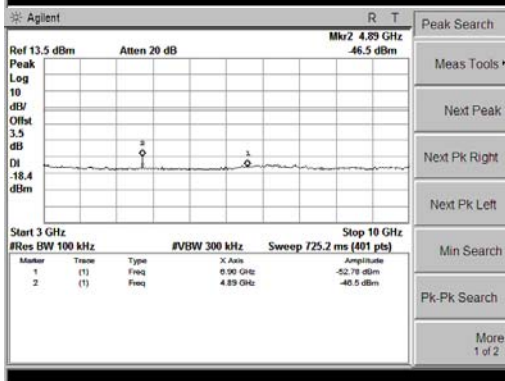 Agilent R T
Peak Search
Mkr2 4.89 GHz
Ref 13.5 dBm Atten 20 dB -46.5 dBm
Peak
Log
10
dB/
Offst
3.5
dB
DI
-18.4
dBm
2
1
Start 3 GHz Stop 10 GHz
#Res BW 100 kHz #VBW 300 kHz Sweep 725.2 ms (401 pts)
Marker Trace Type X Axis Amplitude
1 (1) Freq 6.90 GHz -52.78 dBm
2 (1) Freq 4.89 GHz -46.5 dBm
Meas Tools
Next Peak
Next Pk Right
Next Pk Left
Min Search
Pk-Pk Search
More
1 of 2